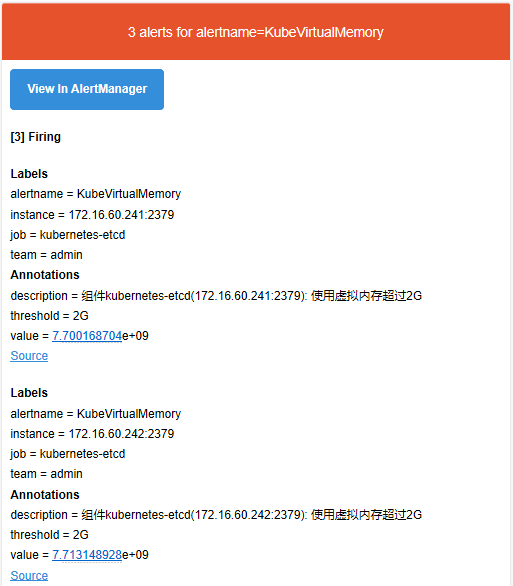 3 alerts for alertname=KubeVirtualMemory
View In AlertManager
[3] Firing
Labels
alertname = KubeVirtualMemory
instance = 172.16.60.241:2379
job = kubernetes-etcd
team = admin
Annotations
description = 组件kubernetes-etcd(172.16.60.241:2379): 使用虚拟内存超过2G
threshold = 2G
value = 7.700168704e+09
Source
Labels
alertname = KubeVirtualMemory
instance = 172.16.60.242:2379
job = kubernetes-etcd
team = admin
Annotations
description = 组件kubernetes-etcd(172.16.60.242:2379): 使用虚拟内存超过2G
threshold = 2G
value = 7.713148928e+09
Source